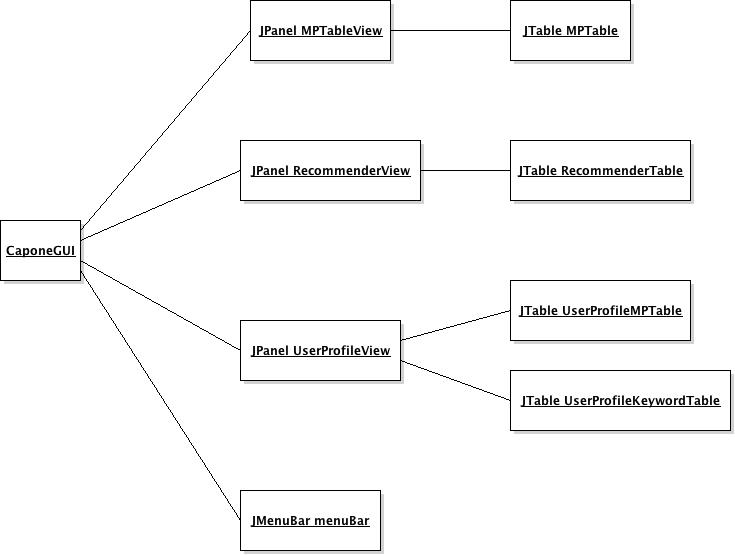 JPanel MPTableView
JTable MPTable
JPanel RecommenderView
JTable RecommenderTable
CaponeGUI
JTable UserProfileMPTable
JPanel UserProfileView
JTable UserProfileKeywordTable
JMenuBar menuBar